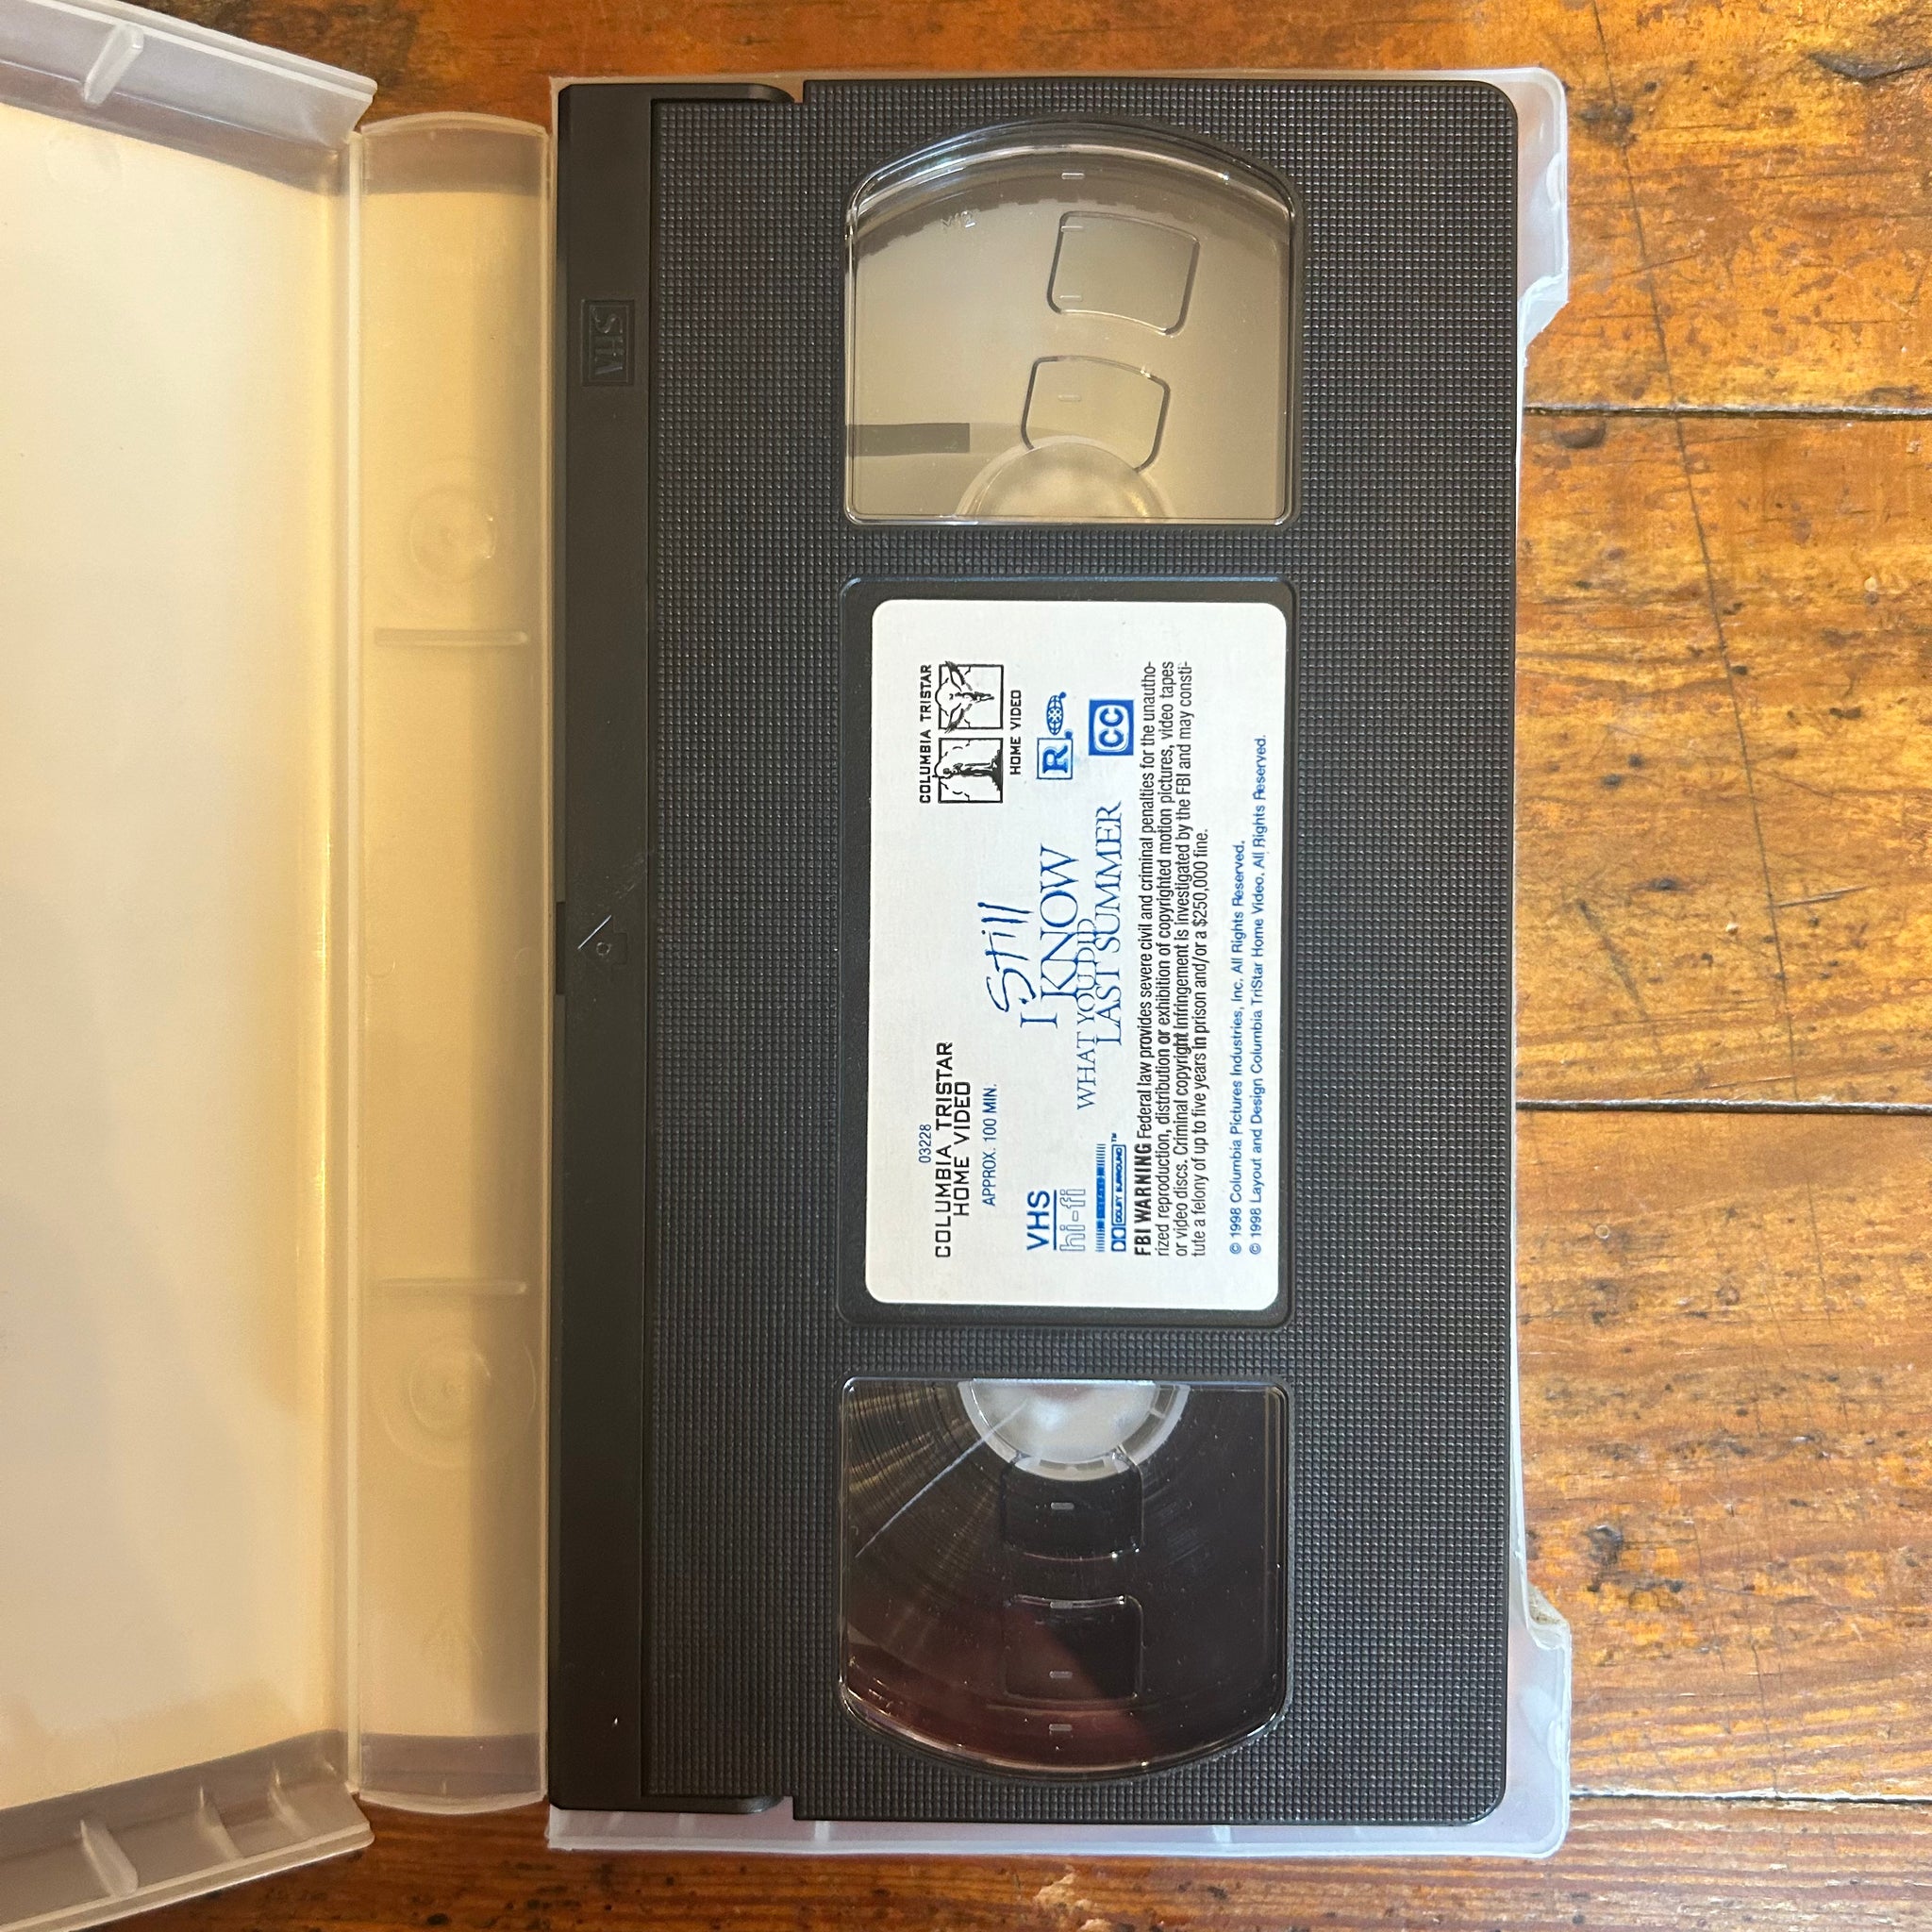 VHS
03228
COLUMBIA TRISTAR
HOME VIDEO
APPROX. 100 MIN.
COLUMBIA TRISTAR
HOME VIDEO
I Still
KNOW
WHAT YOU DID
LAST SUMMER
R
CC
VHS
hi-fi
DOLBY SURROUND™
FBI WARNING Federal law provides severe civil and criminal penalties for the unautho-
rized reproduction, distribution or exhibition of copyrighted motion pictures, video tapes
or video discs. Criminal copyright infringement is investigated by the FBI and may consti-
tute a felony of up to five years in prison and/or a $250,000 fine.
© 1998 Columbia Pictures Industries, Inc. All Rights Reserved.
© 1998 Layout and Design Columbia TriStar Home Video. All Rights Reserved.